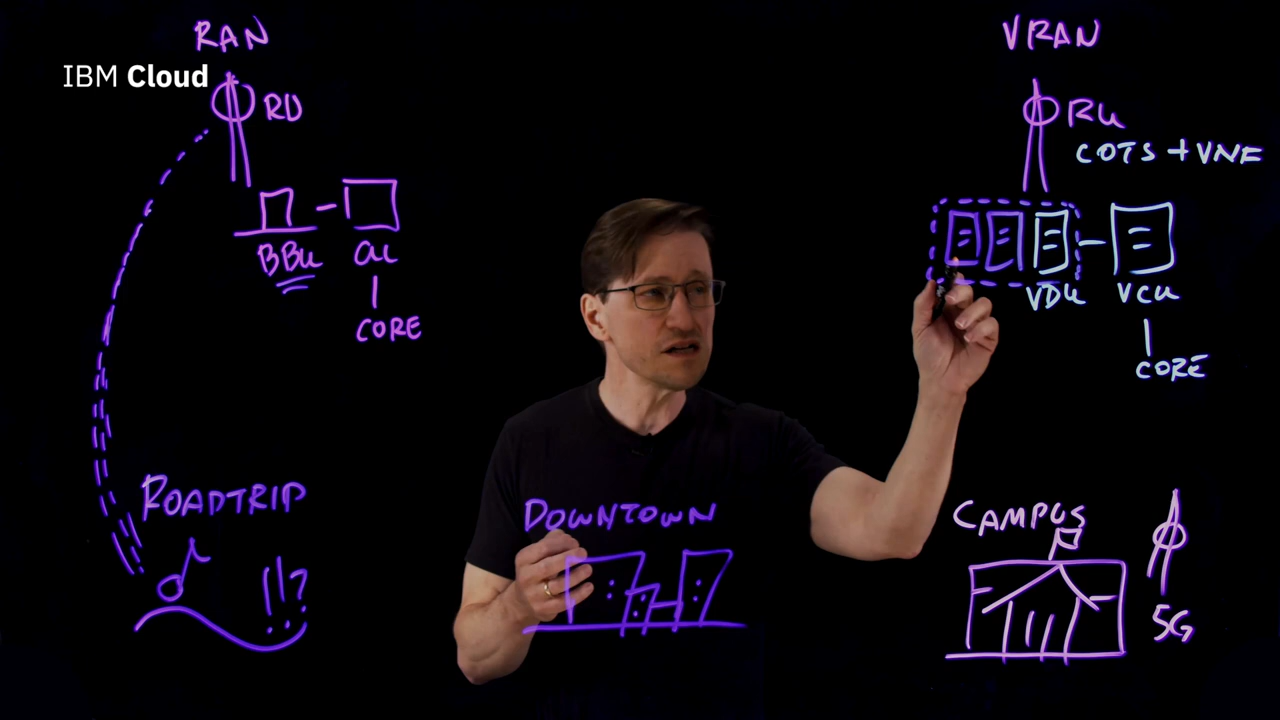 RAN
IBM Cloud
RU
BBU
CU
CORE
ROADTRIP
!!?
DOWNTOWN
VRAN
RU
COTS + VNF
VDU
VCU
CORE
CAMPUS
5G